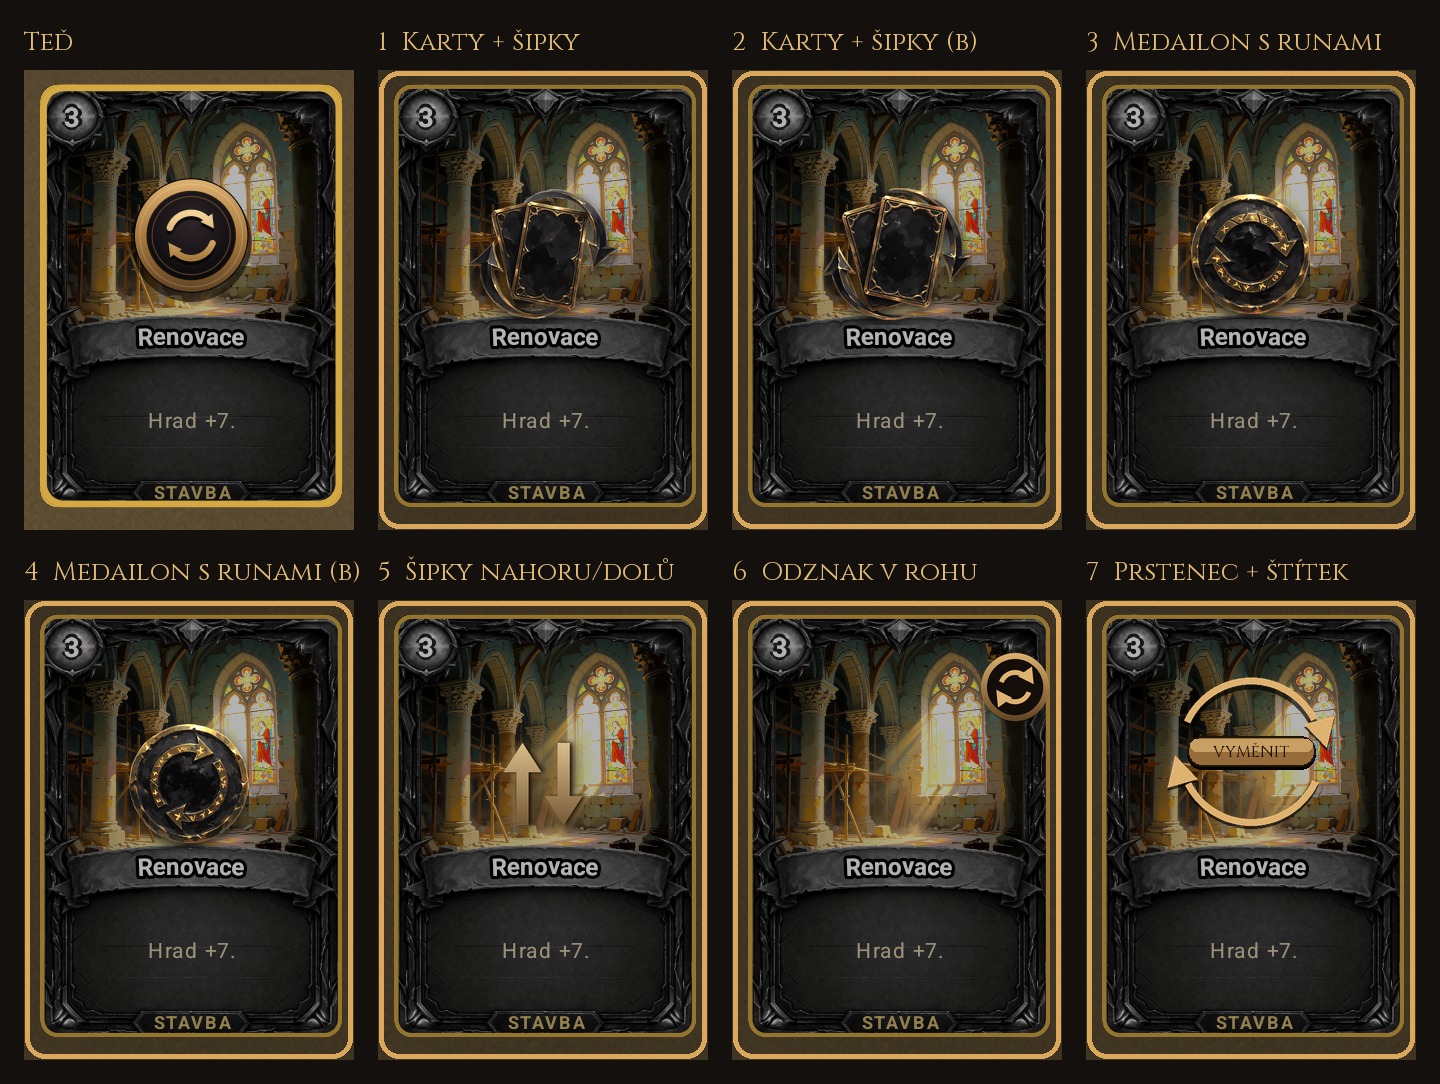 Teď
3
Renovace
Hrad +7.
STAVBA
1 Karty + šipky
3
Renovace
Hrad +7.
STAVBA
2 Karty + šipky (B)
3
Renovace
Hrad +7.
STAVBA
3 Medailon s runami
3
Renovace
Hrad +7.
STAVBA
4 Medailon s runami (B)
3
Renovace
Hrad +7.
STAVBA
5 Šipky nahoru/dolů
3
Renovace
Hrad +7.
STAVBA
6 Odznak v rohu
3
Renovace
Hrad +7.
STAVBA
7 Prstenec + štítek
3
VYMĚNIT
Renovace
Hrad +7.
STAVBA